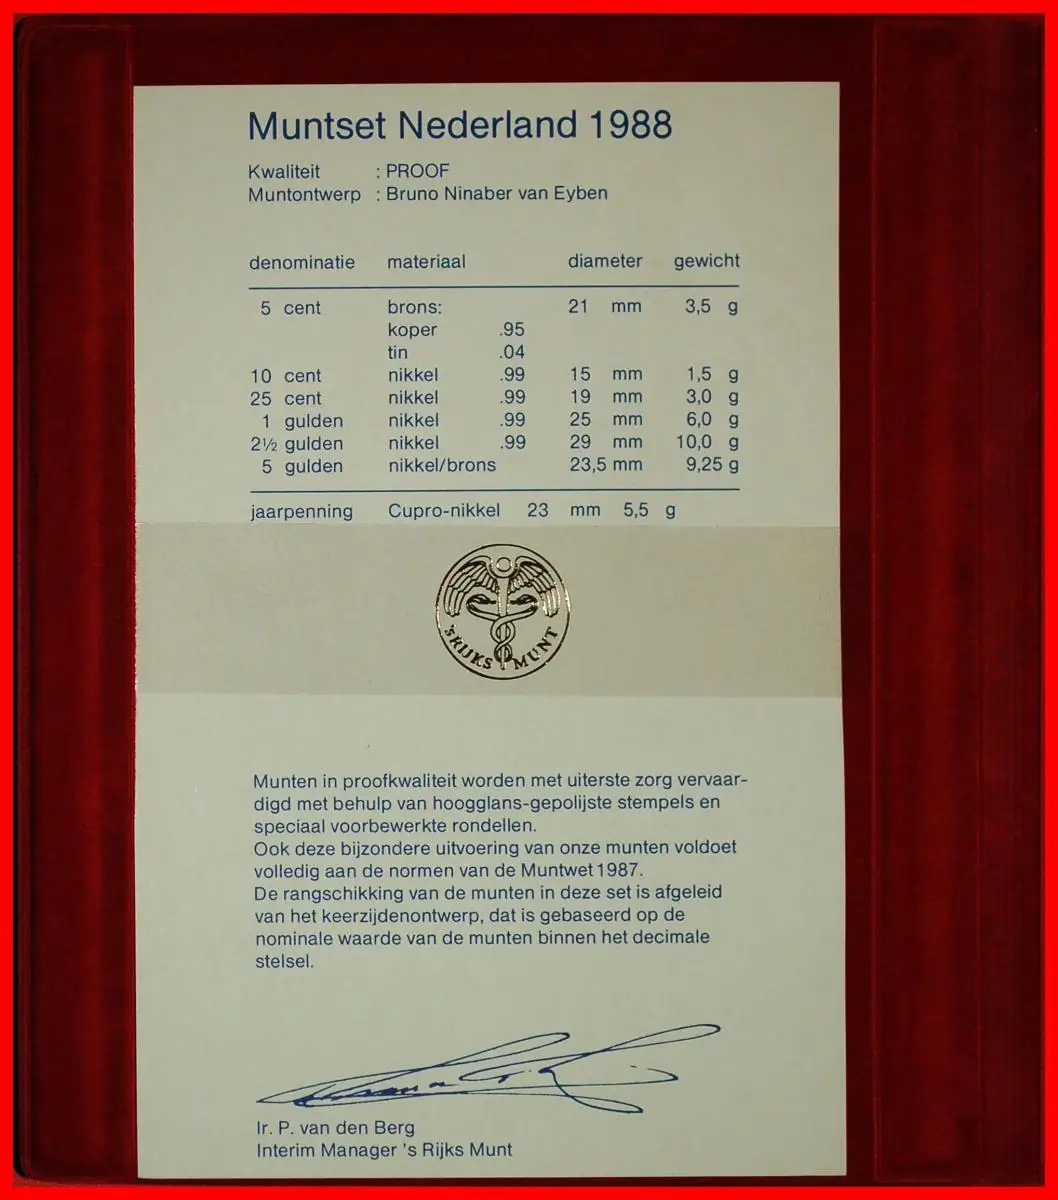 Muntset Nederland 1988
Kwaliteit : PROOF
Muntontwerp : Bruno Ninaber van Eyben
denominatie materiaal diameter gewicht
5 cent brons: 21 mm 3,5 g
koper .95
tin .04
10 cent nikkel .99 15 mm 1,5 g
25 cent nikkel .99 19 mm 3,0 g
1 gulden nikkel .99 25 mm 6,0 g
2½ gulden nikkel .99 29 mm 10,0 g
5 gulden nikkel/brons 23,5 mm 9,25 g
jaarpenning Cupro-nikkel 23 mm 5,5 g
'S RIJKS MUNT
Munten in proofkwaliteit worden met uiterste zorg vervaar-
digd met behulp van hoogglans-gepolijste stempels en
speciaal voorbewerkte rondellen.
Ook deze bijzondere uitvoering van onze munten voldoet
volledig aan de normen van de Muntwet 1987.
De rangschikking van de munten in deze set is afgeleid
van het keerzijdenontwerp, dat is gebaseerd op de
nominale waarde van de munten binnen het decimale
stelsel.
Ir. P. van den Berg
Interim Manager 's Rijks Munt